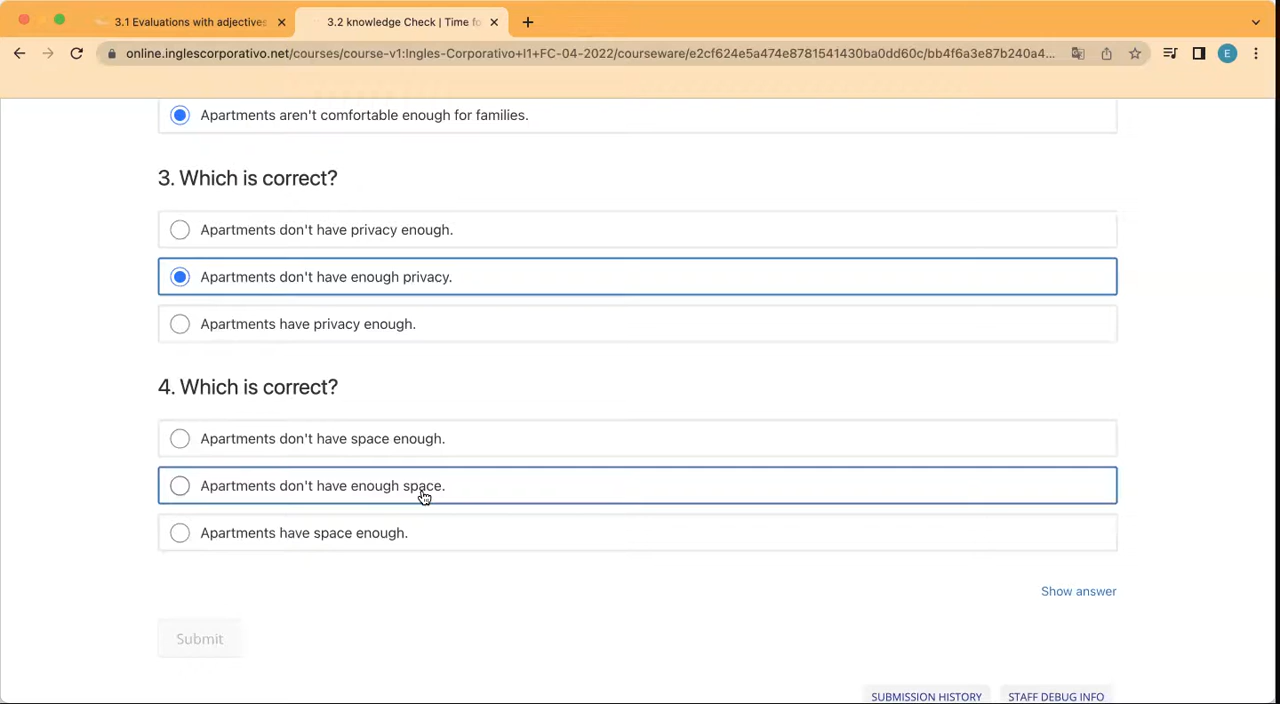 3.1 Evaluations with adjectives
3.2 knowledge Check | Time fo
online.inglescorporativo.net/courses/course-v1:Ingles-Corporativo+I1+FC-04-2022/courseware/e2cf624e5a474e8781541430ba0dd60c/bb4f6a3e87b240a4...
E
Apartments aren't comfortable enough for families.
3. Which is correct?
Apartments don't have privacy enough.
Apartments don't have enough privacy.
Apartments have privacy enough.
4. Which is correct?
Apartments don't have space enough.
Apartments don't have enough space.
Apartments have space enough.
Show answer
Submit
SUBMISSION HISTORY
STAFF DEBUG INFO